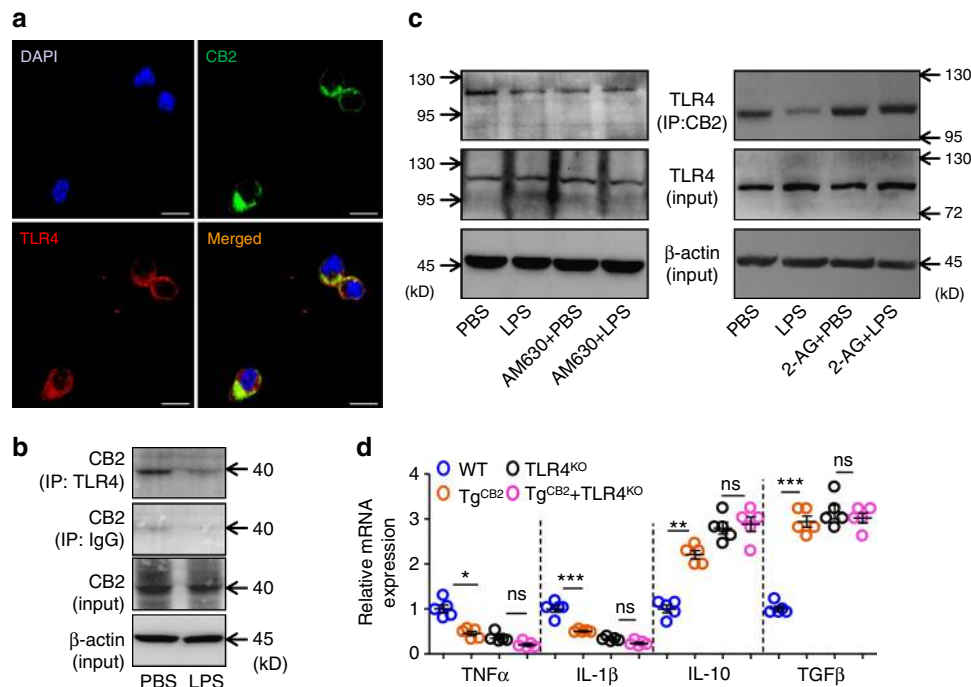 a
DAPI
CB2
TLR4
Merged
b
CB2
(IP: TLR4)
40
CB2
(IP: IgG)
40
CB2
(input)
40
β-actin
(input)
45
(kD)
PBS LPS
c
130
95
TLR4
(IP:CB2)
130
95
130
95
TLR4
(input)
130
72
45
(kD)
β-actin
(input)
45
(kD)
PBS
LPS
AM630+PBS
AM630+LPS
PBS
LPS
2-AG+PBS
2-AG+LPS
d
Relative mRNA
expression
4
3
2
1
0
WT
TLR4KO
TgCB2
TgCB2+TLR4KO
*
ns
***
ns
**
ns
***
ns
TNFα
IL-1β
IL-10
TGFβ